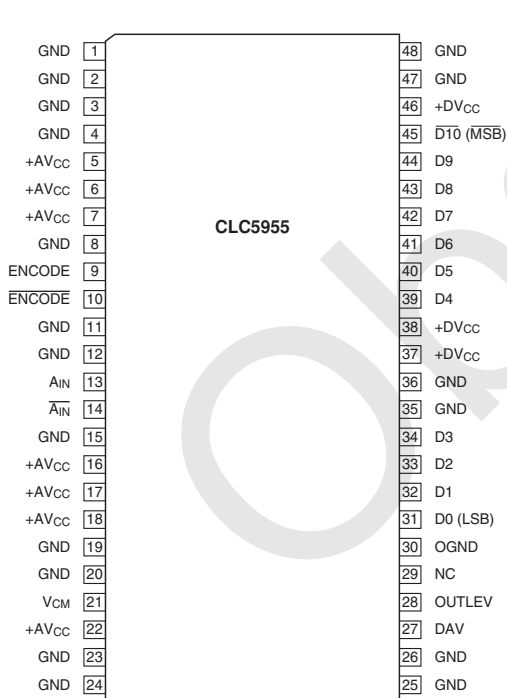 GND 1 48 GND
GND 2 47 GND
GND 3 46 +DVCC
GND 4 45 D̅1̅0̅ (M̅S̅B̅)
+AVCC 5 44 D9
+AVCC 6 43 D8
+AVCC 7 42 D7
CLC5955
GND 8 41 D6
ENCODE 9 40 D5
E̅N̅C̅O̅D̅E̅ 10 39 D4
GND 11 38 +DVCC
GND 12 37 +DVCC
AIN 13 36 GND
A̅I̅N̅ 14 35 GND
GND 15 34 D3
+AVCC 16 33 D2
+AVCC 17 32 D1
+AVCC 18 31 D0 (LSB)
GND 19 30 OGND
GND 20 29 NC
VCM 21 28 OUTLEV
+AVCC 22 27 DAV
GND 23 26 GND
GND 24 25 GND